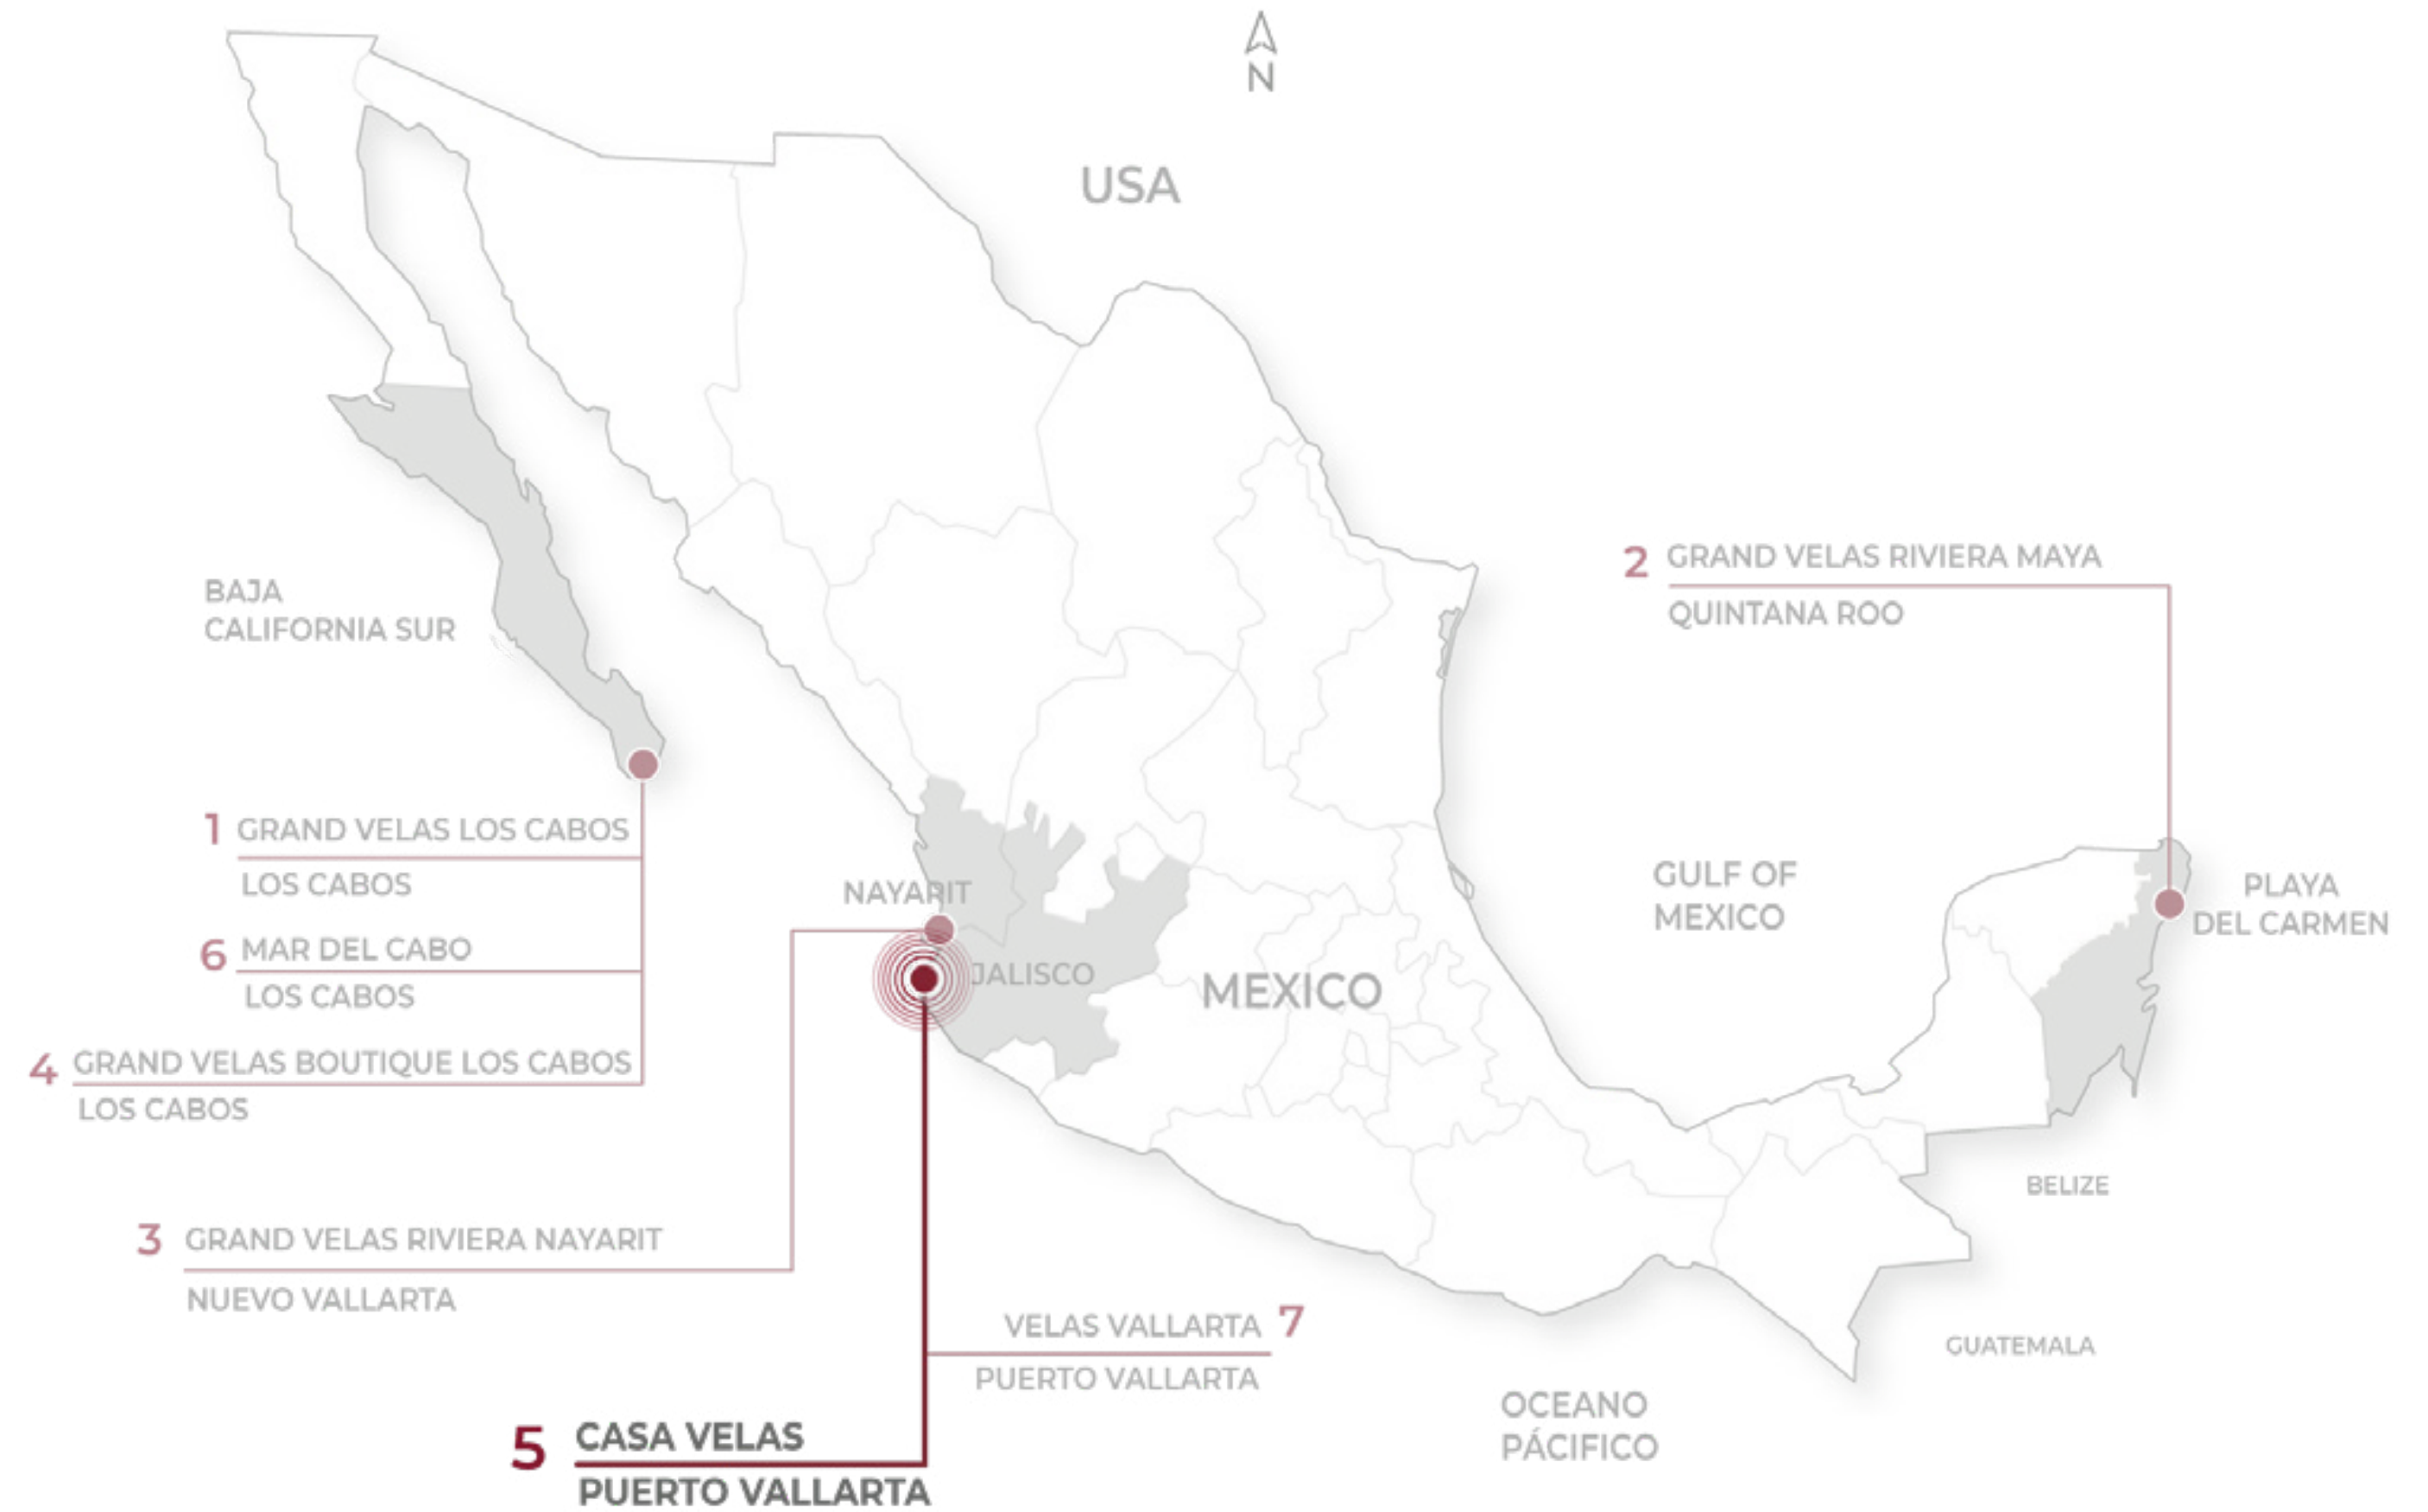 N
USA
BAJA
CALIFORNIA SUR
2 GRAND VELAS RIVIERA MAYA
QUINTANA ROO
1 GRAND VELAS LOS CABOS
LOS CABOS
6 MAR DEL CABO
LOS CABOS
4 GRAND VELAS BOUTIQUE LOS CABOS
LOS CABOS
NAYARIT
JALISCO
MEXICO
GULF OF
MEXICO
PLAYA
DEL CARMEN
BELIZE
GUATEMALA
3 GRAND VELAS RIVIERA NAYARIT
NUEVO VALLARTA
VELAS VALLARTA 7
PUERTO VALLARTA
5 CASA VELAS
PUERTO VALLARTA
OCEANO
PÁCIFICO